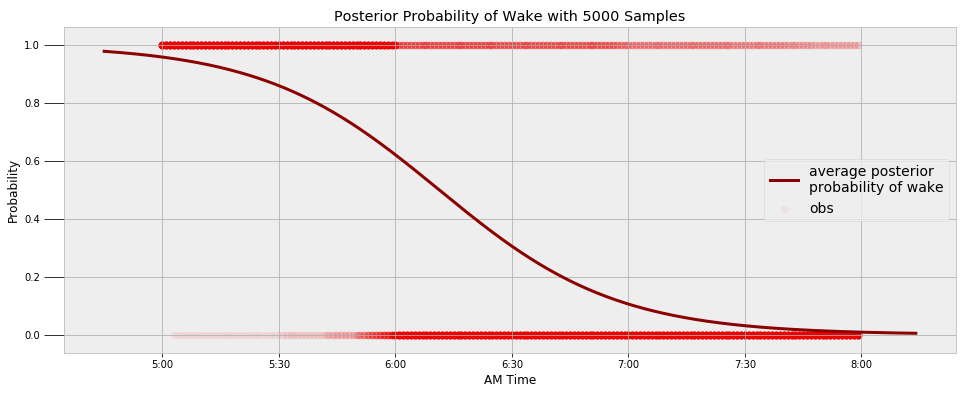 Posterior Probability of Wake with 5000 Samples
Probability
1.0
0.8
0.6
0.4
0.2
0.0
average posterior
probability of wake
obs
5:00
5:30
6:00
6:30
7:00
7:30
8:00
AM Time